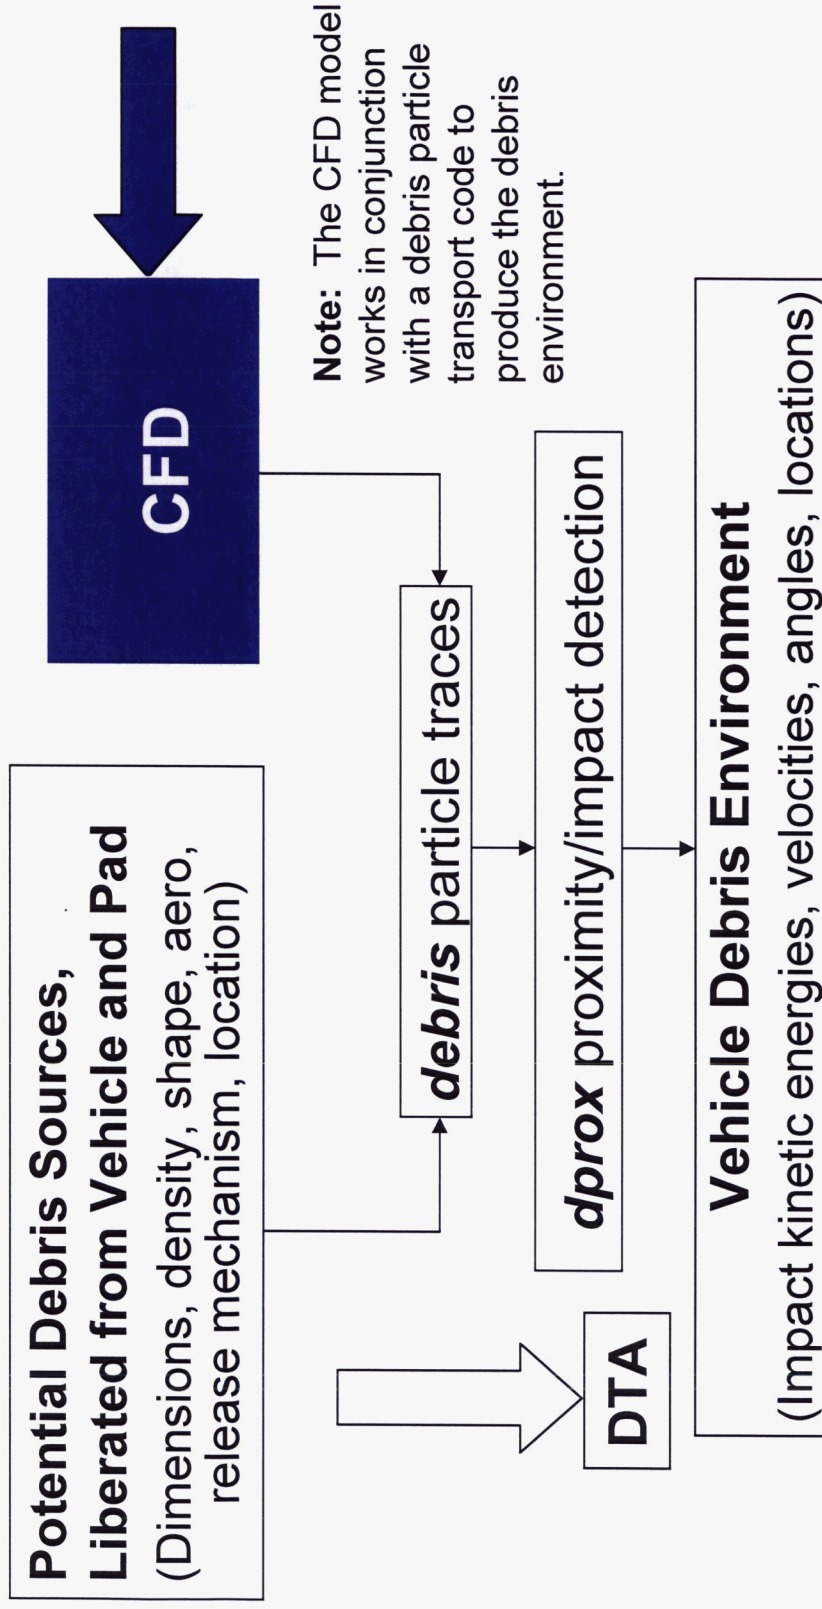 Potential Debris Sources,
Liberated from Vehicle and Pad
(Dimensions, density, shape, aero,
release mechanism, location)
CFD
Note: The CFD model
works in conjunction
with a debris particle
transport code to
produce the debris
environment.
debris particle traces
dprox proximity/impact detection
DTA
Vehicle Debris Environment
(Impact kinetic energies, velocities, angles, locations)